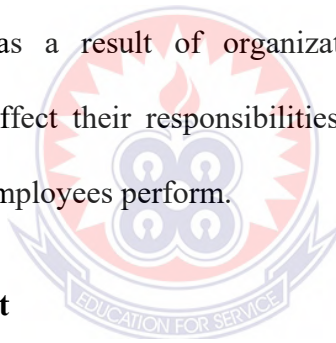 as a result of organizat
ffect their responsibilities
mployees perform.
t
EDUCATION FOR SERVICE